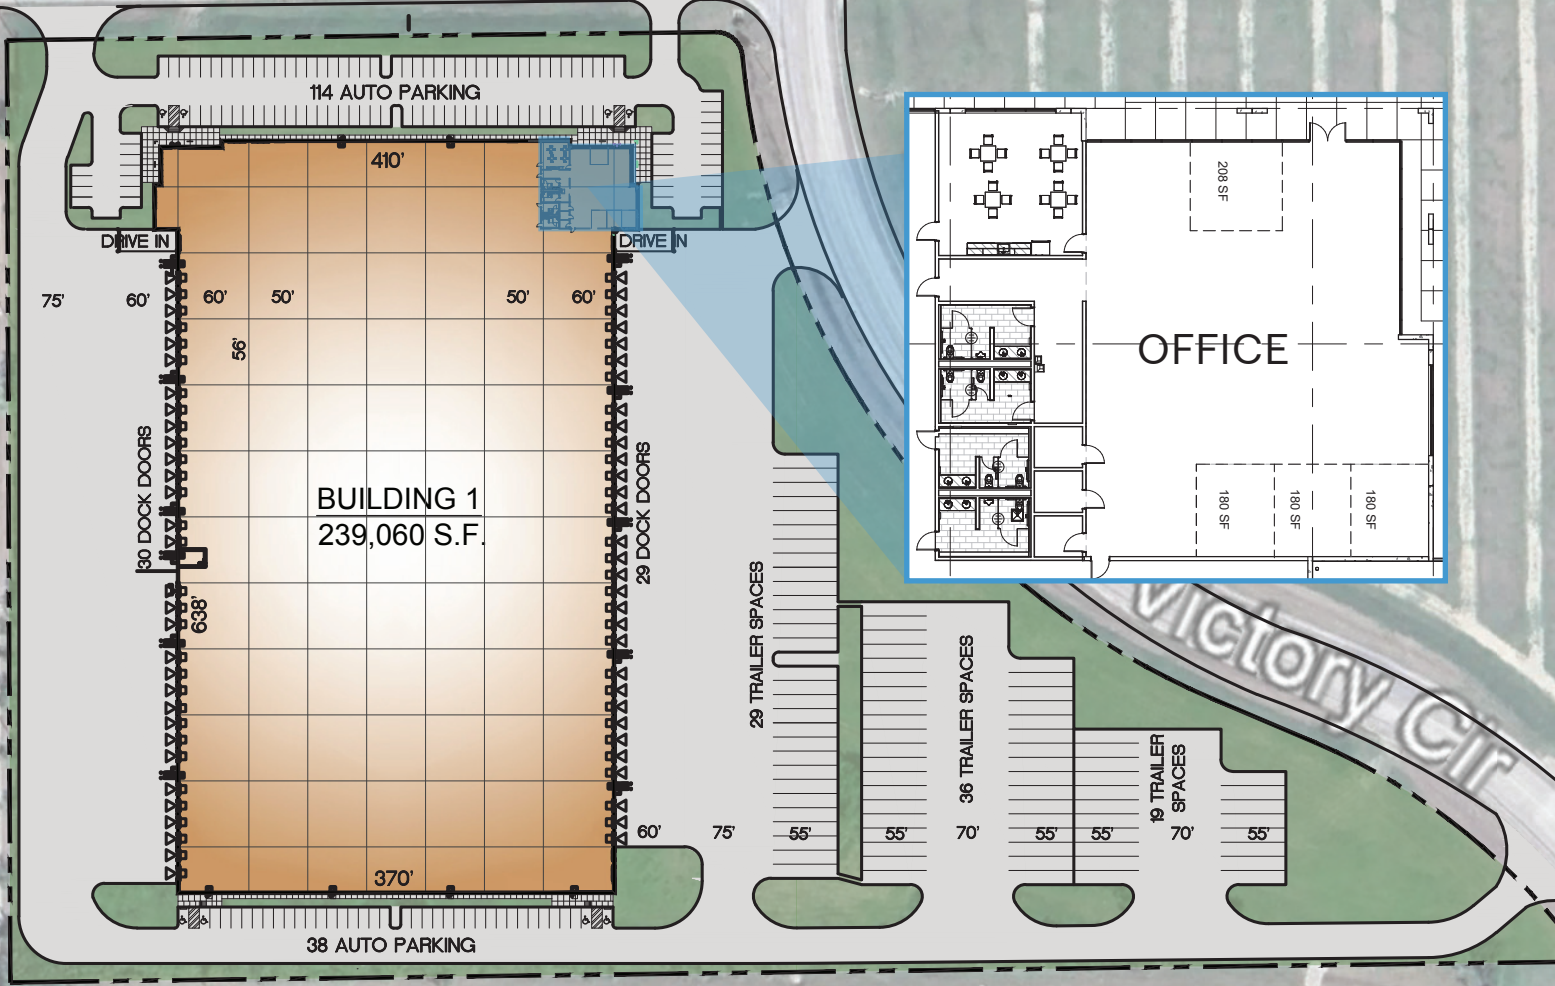 114 AUTO PARKING
410'
DRIVE IN
DRIVE IN
75'
60'
60'
50'
50'
60'
56'
30 DOCK DOORS
BUILDING 1
239,060 S.F.
29 DOCK DOORS
638'
370'
38 AUTO PARKING
29 TRAILER SPACES
36 TRAILER SPACES
19 TRAILER
SPACES
60'
75'
55'
55'
70'
55'
55'
70'
55'
208 SF
OFFICE
180 SF
180 SF
180 SF
Victory Cir